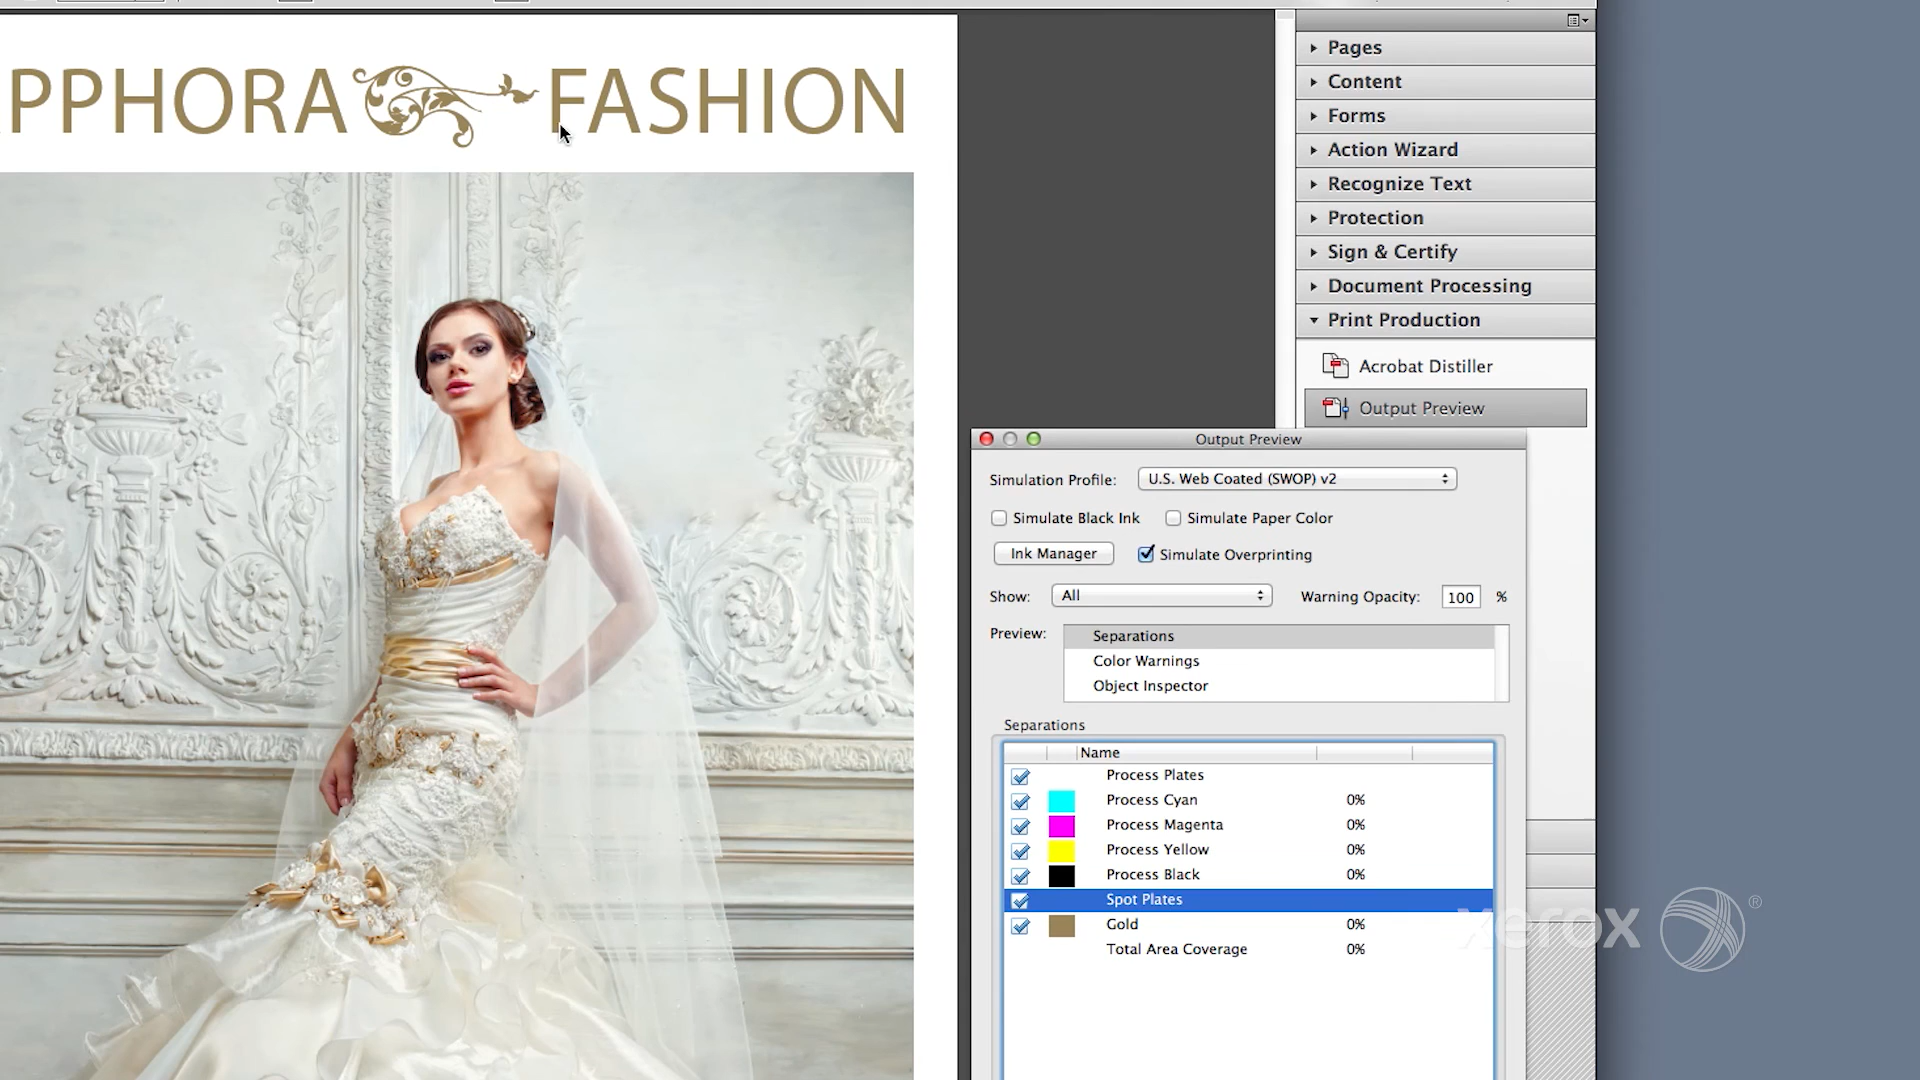 PPHORA FASHION
Pages
Content
Forms
Action Wizard
Recognize Text
Protection
Sign & Certify
Document Processing
Print Production
Acrobat Distiller
Output Preview
Output Preview
Simulation Profile: U.S. Web Coated (SWOP) v2
Simulate Black Ink Simulate Paper Color
Ink Manager Simulate Overprinting
Show: All Warning Opacity: 100 %
Preview: Separations
Color Warnings
Object Inspector
Separations
Name
Process Plates
Process Cyan 0%
Process Magenta 0%
Process Yellow 0%
Process Black 0%
Spot Plates
Gold 0%
Total Area Coverage 0%
xerox ®